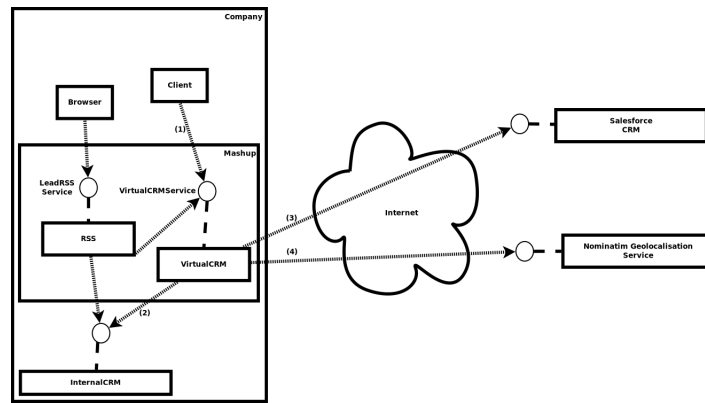 Company
Client
Browser
(1)
Mashup
LeadRSS
Service
VirtualCRMService
RSS
VirtualCRM
(2)
InternalCRM
(3)
(4)
Internet
Salesforce
CRM
Nominatim Geolocalisation
Service